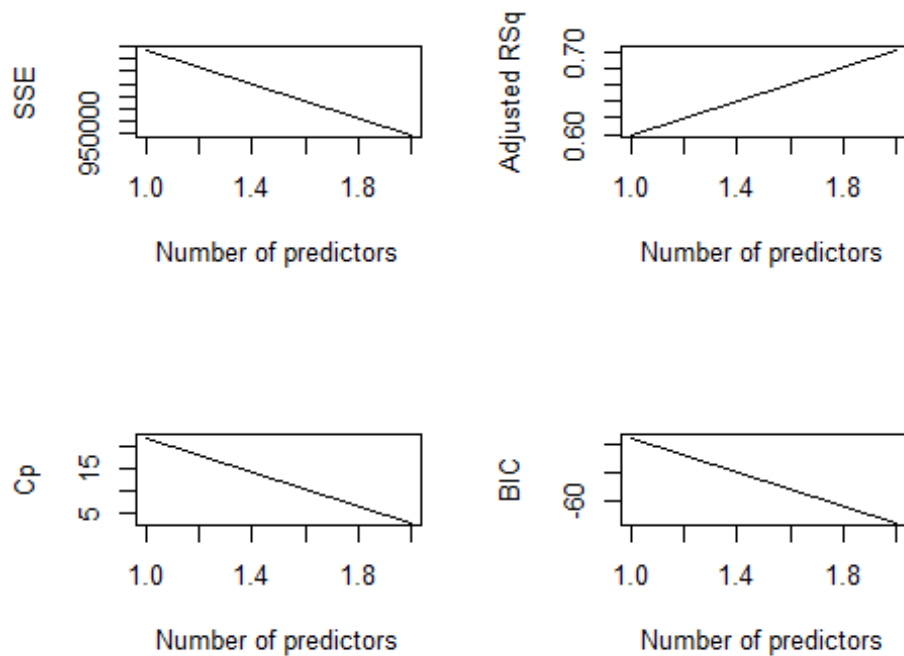 SSE
950000
1.0 1.4 1.8
Number of predictors
Adjusted RSq
0.60 0.70
1.0 1.4 1.8
Number of predictors
Cp
5 15
1.0 1.4 1.8
Number of predictors
BIC
-60
1.0 1.4 1.8
Number of predictors